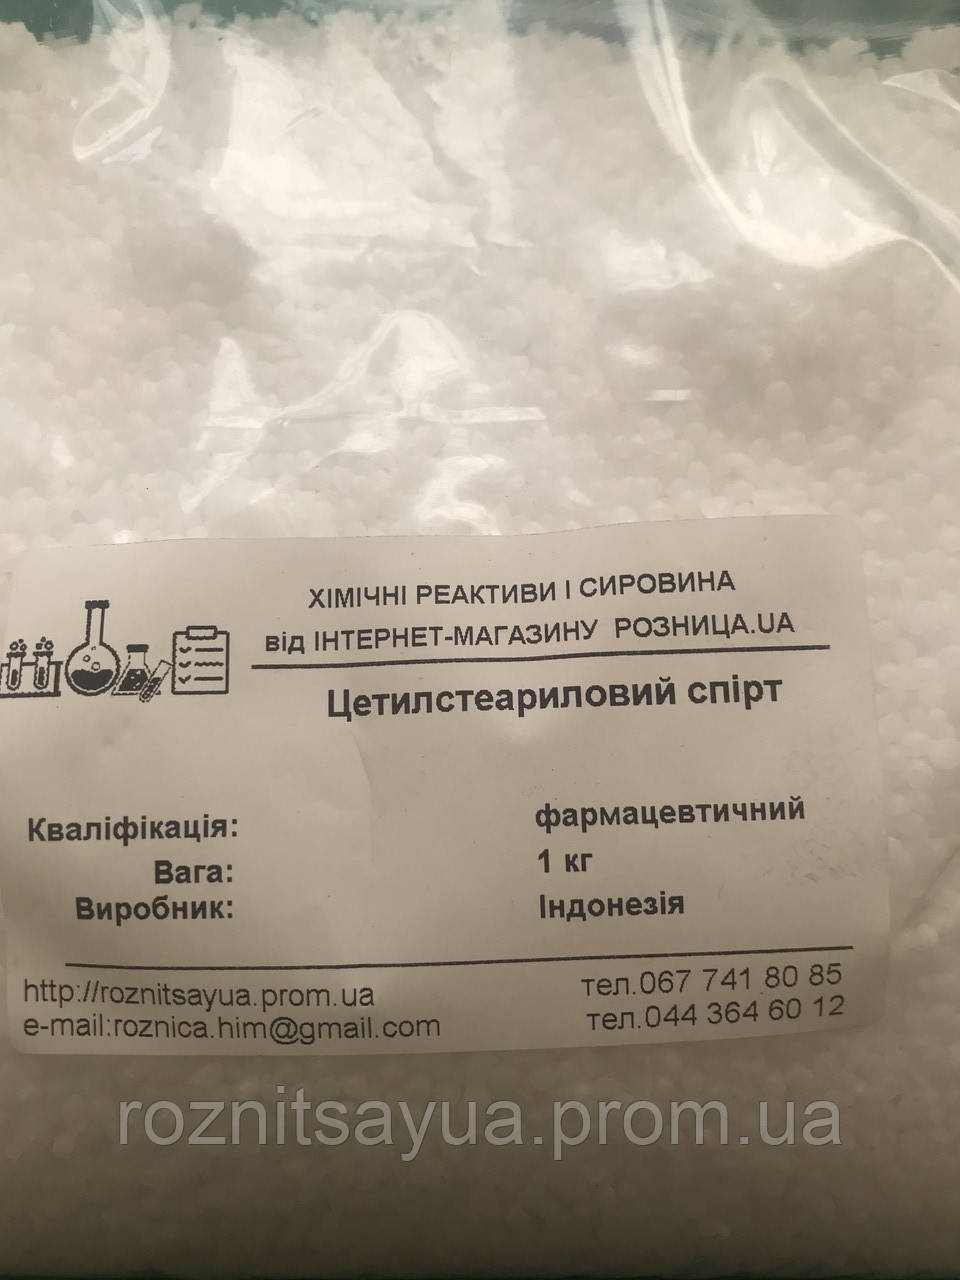 ХІМІЧНІ РЕАКТИВИ І СИРОВИНА
від ІНТЕРНЕТ-МАГАЗИНУ РОЗНИЦА.UA
Цетилстеариловий спірт
Кваліфікація: фармацевтичний
Вага: 1 кг
Виробник: Індонезія
http://roznitsayua.prom.ua тел.067 741 80 85
e-mail:roznica.him@gmail.com тел.044 364 60 12
roznitsayua.prom.ua